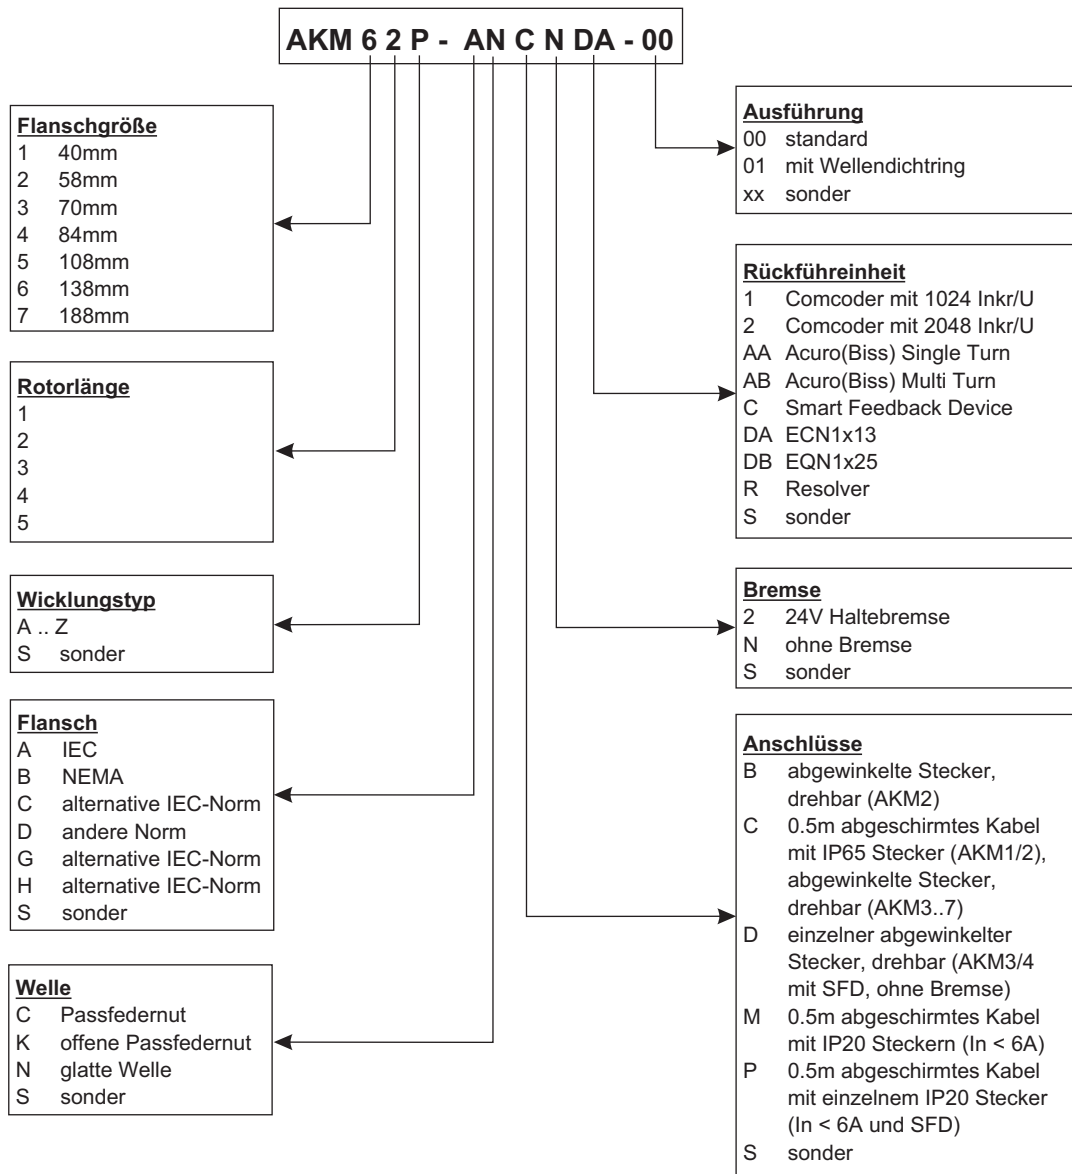 AKM 6 2 P - AN C N DA - 00
Flanschgröße
1 40mm
2 58mm
3 70mm
4 84mm
5 108mm
6 138mm
7 188mm
Rotorlänge
1
2
3
4
5
Wicklungstyp
A .. Z
S sonder
Flansch
A IEC
B NEMA
C alternative IEC-Norm
D andere Norm
G alternative IEC-Norm
H alternative IEC-Norm
S sonder
Welle
C Passfedernut
K offene Passfedernut
N glatte Welle
S sonder
Ausführung
00 standard
01 mit Wellendichtring
xx sonder
Rückführeinheit
1 Comcoder mit 1024 Inkr/U
2 Comcoder mit 2048 Inkr/U
AA Acuro(Biss) Single Turn
AB Acuro(Biss) Multi Turn
C Smart Feedback Device
DA ECN1x13
DB EQN1x25
R Resolver
S sonder
Bremse
2 24V Haltebremse
N ohne Bremse
S sonder
Anschlüsse
B abgewinkelte Stecker,
drehbar (AKM2)
C 0.5m abgeschirmtes Kabel
mit IP65 Stecker (AKM1/2),
abgewinkelte Stecker,
drehbar (AKM3..7)
D einzelner abgewinkelter
Stecker, drehbar (AKM3/4
mit SFD, ohne Bremse)
M 0.5m abgeschirmtes Kabel
mit IP20 Steckern (In < 6A)
P 0.5m abgeschirmtes Kabel
mit einzelnem IP20 Stecker
(In < 6A und SFD)
S sonder